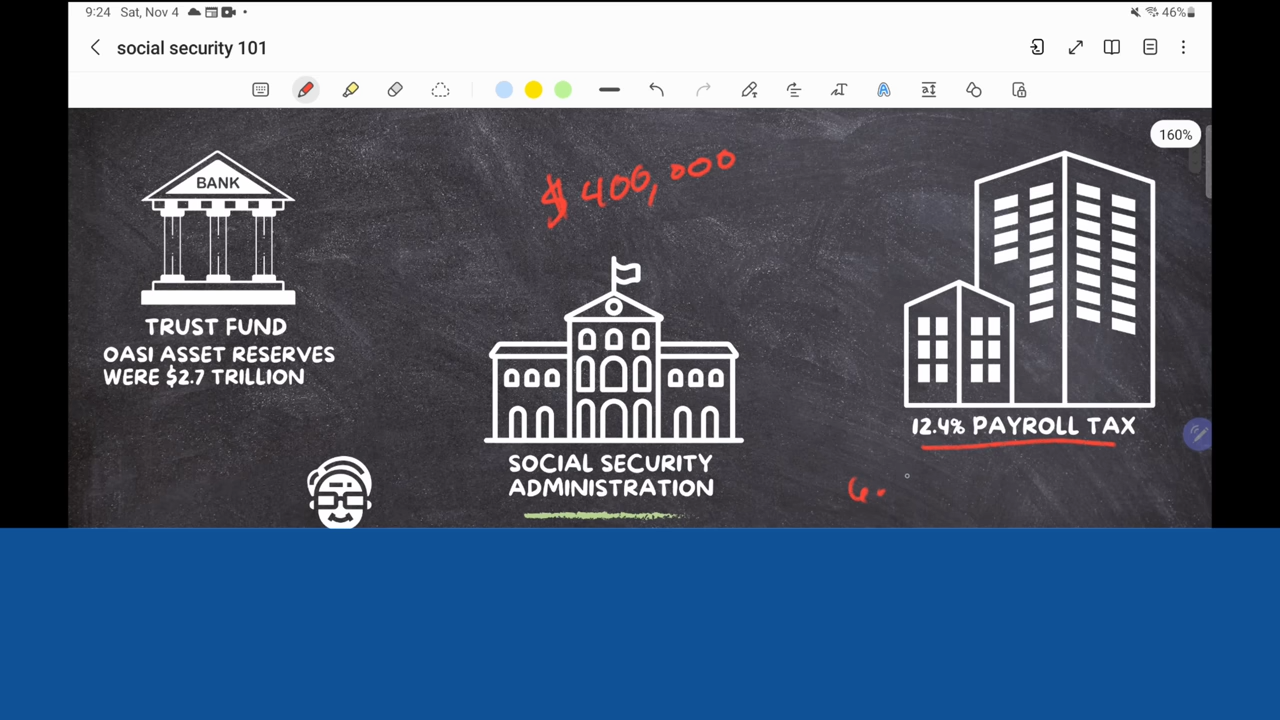 9:24 Sat, Nov 4
46%
social security 101
160%
$400,000
BANK
TRUST FUND
OASI ASSET RESERVES
WERE $2.7 TRILLION
SOCIAL SECURITY
ADMINISTRATION
12.4% PAYROLL TAX
6.